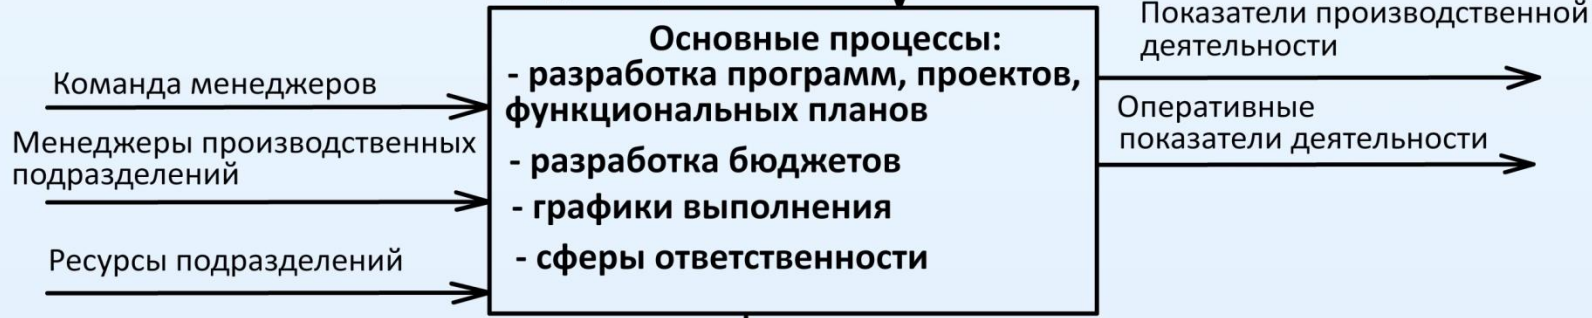 Команда менеджеров
Менеджеры производственных
подразделений
Ресурсы подразделений
Основные процессы:
- разработка программ, проектов,
функциональных планов
- разработка бюджетов
- графики выполнения
- сферы ответственности
Показатели производственной
деятельности
Оперативные
показатели деятельности